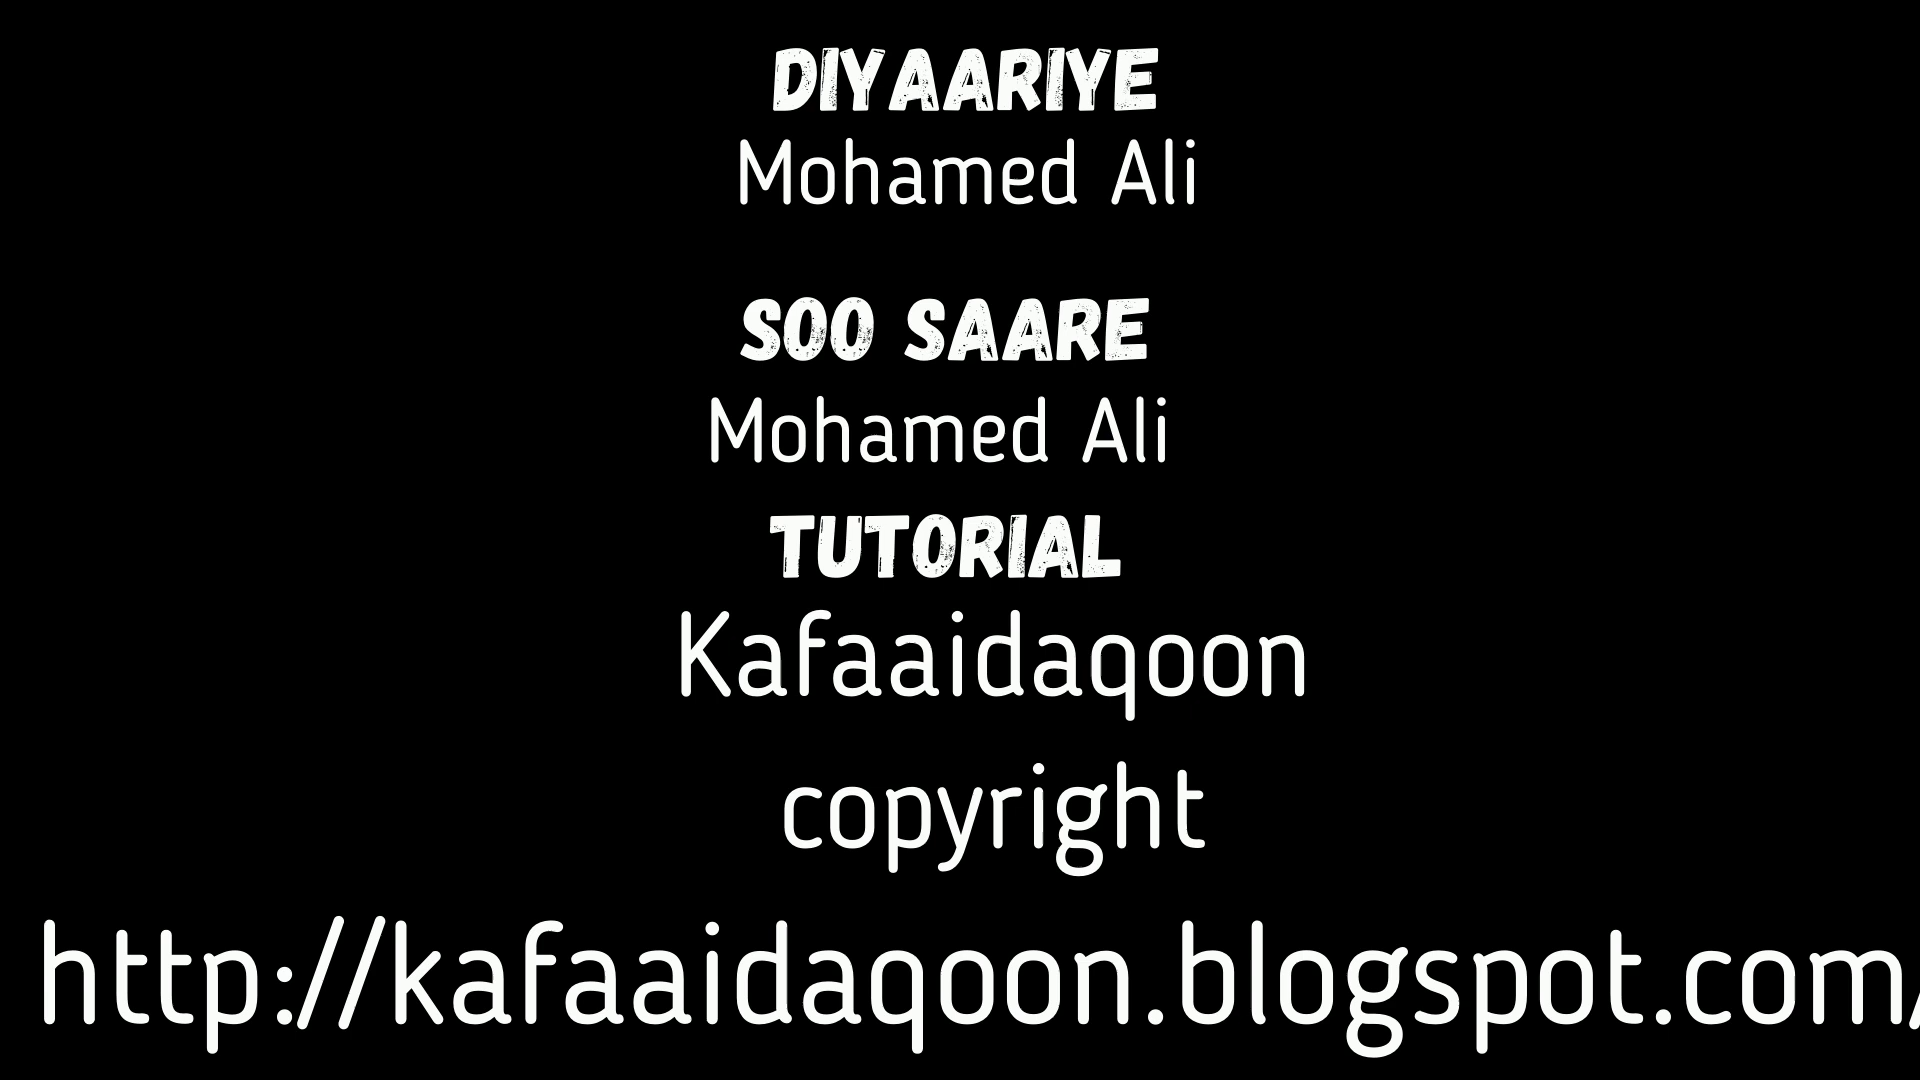 DIYAARIYE
Mohamed Ali
SOO SAARE
Mohamed Ali
TUTORIAL
Kafaaidaqoon
copyright
http://kafaaidaqoon.blogspot.com/